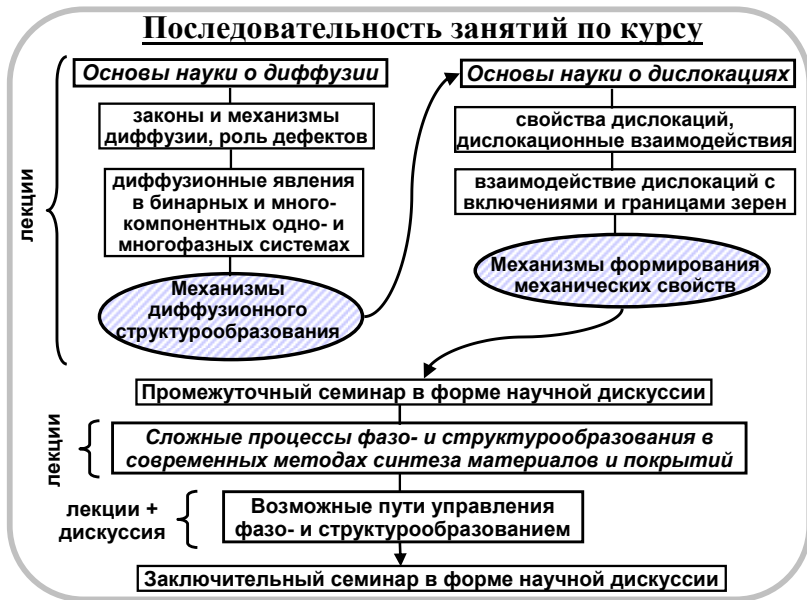 Последовательность занятий по курсу
Основы науки о диффузии
законы и механизмы
диффузии, роль дефектов
диффузионные явления
в бинарных и много-
компонентных одно- и
многофазных системах
Механизмы
диффузионного
структурообразования
лекции
Основы науки о дислокациях
свойства дислокаций,
дислокационные взаимодействия
взаимодействие дислокаций с
включениями и границами зерен
Механизмы формирования
механических свойств
Промежуточный семинар в форме научной дискуссии
лекции
Сложные процессы фазо- и структурообразования в
современных методах синтеза материалов и покрытий
лекции +
дискуссия
Возможные пути управления
фазо- и структурообразованием
Заключительный семинар в форме научной дискуссии